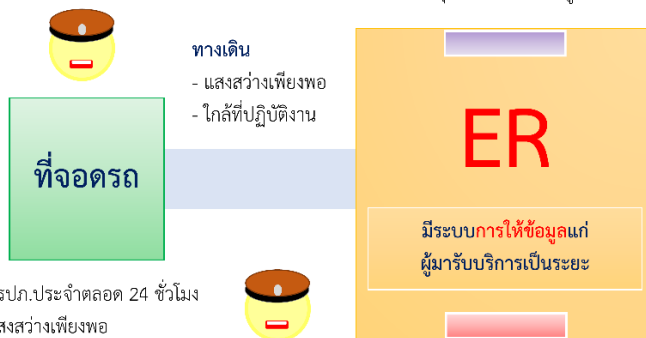 ทางเดิน
- แสงสว่างเพียงพอ
- ใกล้ที่ปฏิบัติงาน
ที่จอดรถ
ER
มีระบบการให้ข้อมูลแก่
ผู้มารับบริการเป็นระยะ
รปภ.ประจำตลอด 24 ชั่วโมง
แสงสว่างเพียงพอ